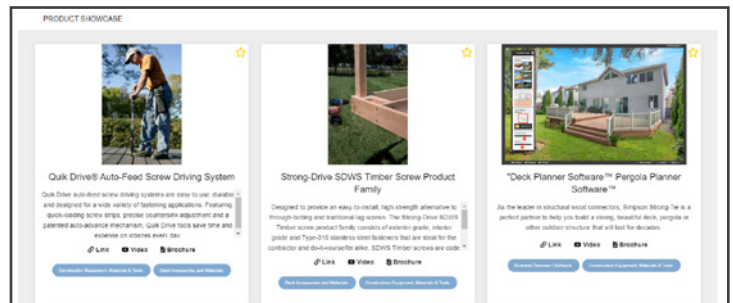 PRODUCT SHOWCASE
Quik Drive® Auto-Feed Screw Driving System
Quik Drive auto-feed screw driving systems are easy to use, durable
and designed for a wide variety of fastening applications. Featuring
quick-loading screw strips, precise countersink adjustment and a
patented auto-advance mechanism, Quik Drive tools save time and
expense on jobsites every day.
Link Video Brochure
Construction Equipment, Materials & Tools Deck Accessories and Materials
Strong-Drive SDWS Timber Screw Product
Family
Designed to provide an easy-to-install, high-strength alternative to
through-bolting and traditional lag screws. The Strong-Drive SDWS
Timber screw product family consists of exterior-grade, interior
grade and Type-316 stainless steel fasteners that are ideal for the
contractor and do-it-yourselfer alike. SDWS Timber screws are code
Link Video Brochure
Deck Accessories and Materials Construction Equipment, Materials & Tools
"Deck Planner Software™ Pergola Planner
Software™
As the leader in structural wood connectors, Simpson Strong-Tie is a
perfect partner to help you build a strong, beautiful deck, pergola or
other outdoor structure that will last for decades.
Link Video Brochure
Business Services / Software Construction Equipment, Materials & Tools